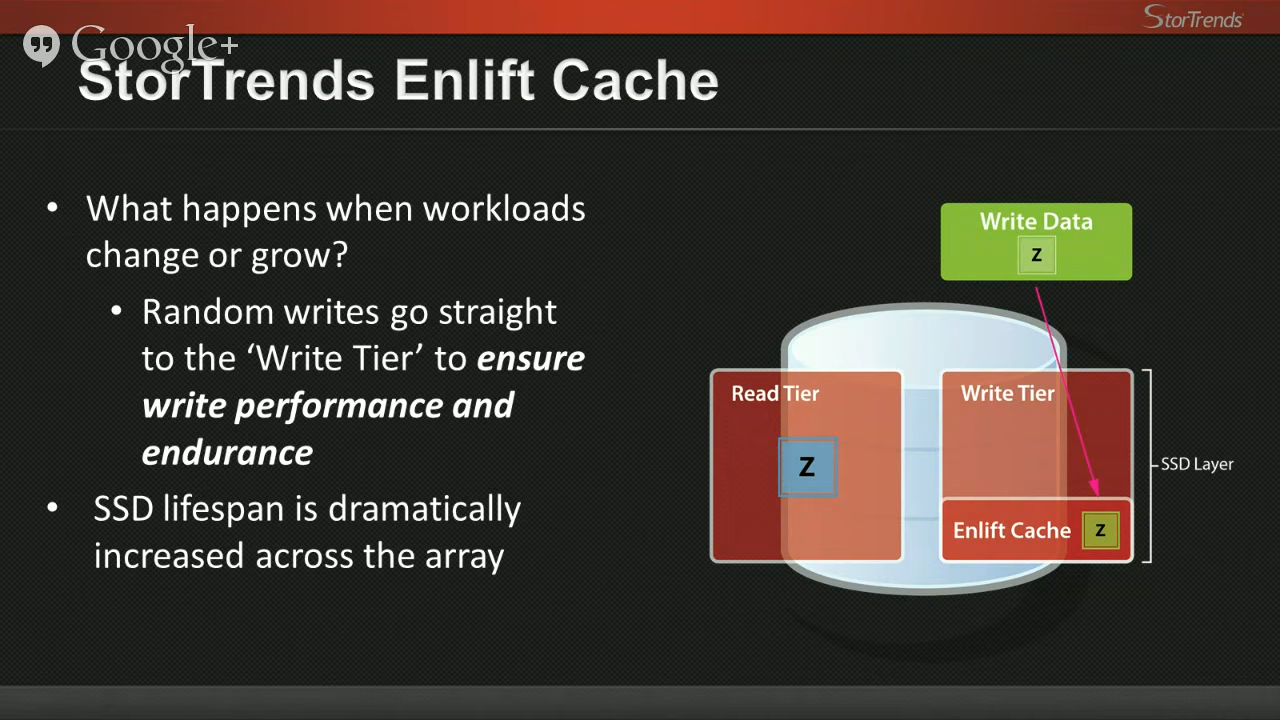 StorTrends
Google+
StorTrends Enlift Cache
• What happens when workloads
change or grow?
• Random writes go straight
to the ‘Write Tier’ to ensure
write performance and
endurance
• SSD lifespan is dramatically
increased across the array
Write Data
Z
Read Tier
Write Tier
Z
SSD Layer
Enlift Cache Z